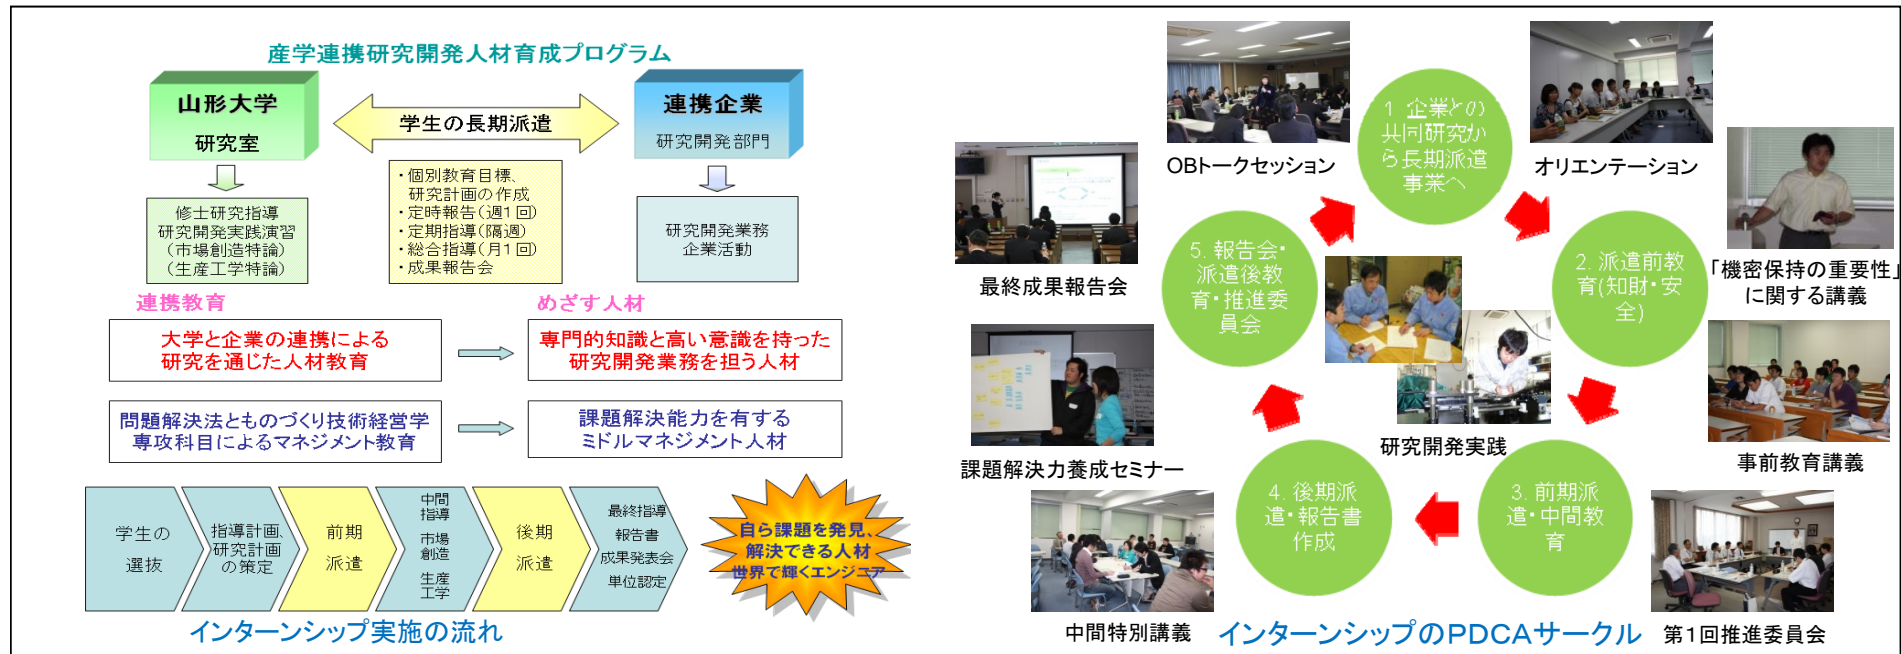 産学連携研究開発人材育成プログラム
山形大学
研究室
学生の長期派遣
連携企業
研究開発部門
修士研究指導
研究開発実践演習
(市場創造特論)
(生産工学特論)
・個別教育目標、
研究計画の作成
・定時報告(週1回)
・定期指導(隔週)
・総合指導(月1回)
・成果報告会
研究開発業務
企業活動
連携教育
めざす人材
大学と企業の連携による
研究を通じた人材教育
専門的知識と高い意識を持った
研究開発業務を担う人材
問題解決法とものづくり技術経営学
専攻科目によるマネジメント教育
課題解決能力を有する
ミドルマネジメント人材
学生の
選抜
指導計画、
研究計画
の策定
前期
派遣
中間
指導
市場
創造
生産
工学
後期
派遣
最終指導
報告書
成果発表会
単位認定
自ら課題を発見、
解決できる人材
世界で輝くエンジニア
インターンシップ実施の流れ
OBトークセッション
1 企業との
共同研究か
ら長期派遣
事業へ
オリエンテーション
「機密保持の重要性」
に関する講義
2. 派遣前教
育(知財・安
全)
事前教育講義
研究開発実践
3. 前期派
遣・中間教
育
第1回推進委員会
4. 後期派
遣・報告書
作成
中間特別講義
課題解決力養成セミナー
5. 報告会・
派遣後教
育・推進委
員会
最終成果報告会
インターンシップのPDCAサークル